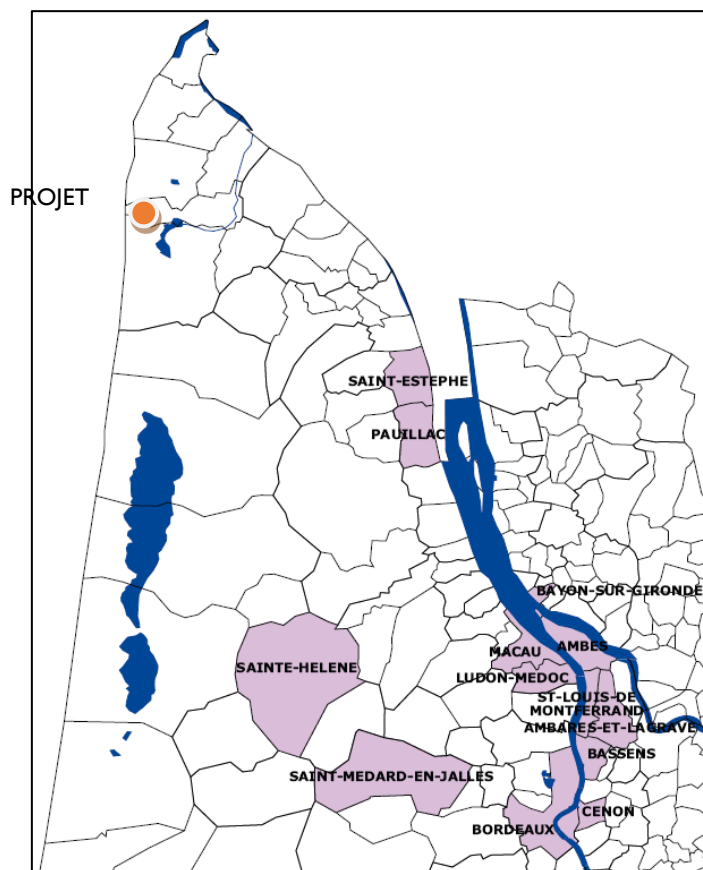 PROJET
SAINT-ESTEPHE
PAUILLAC
BAYON-SUR-GIRONDE
AMBES
MACAU
SAINTE-HELENE
LUDON-MEDOC
ST-LOUIS-DE
MONTFERRAND
AMBARES-ET-LAGRAVE
BASSENS
SAINT-MEDARD-EN-JALLES
CENON
BORDEAUX